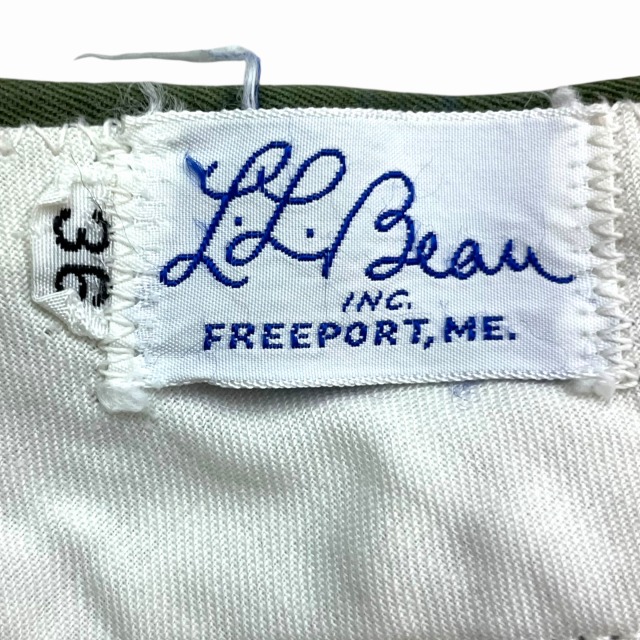 L.L.Bean
INC.
FREEPORT, ME.
36